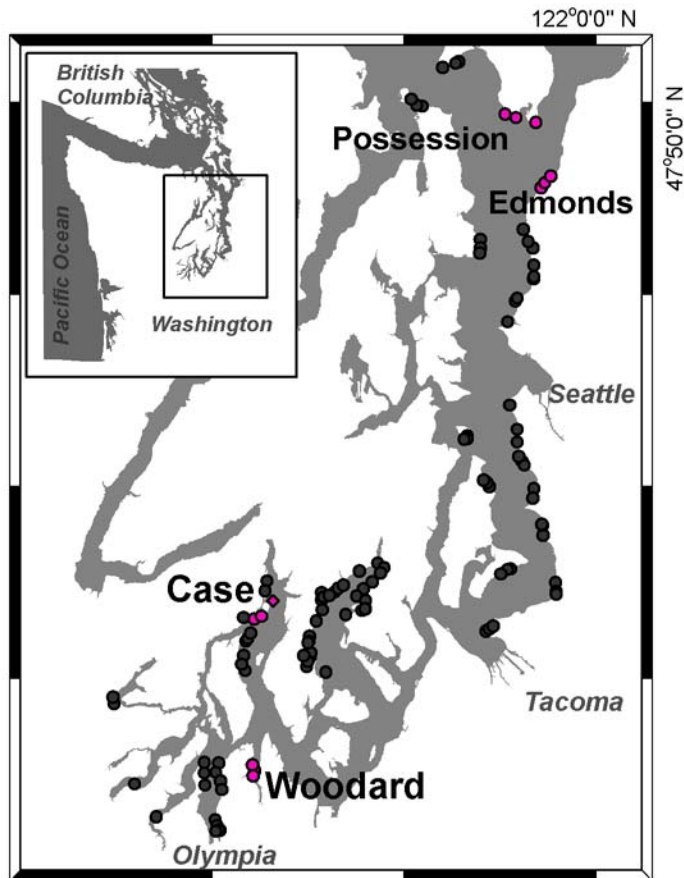 122°0'0" N
47°50'0" N
British
Columbia
Pacific Ocean
Washington
Possession
Edmonds
Seattle
Case
Tacoma
Woodard
Olympia